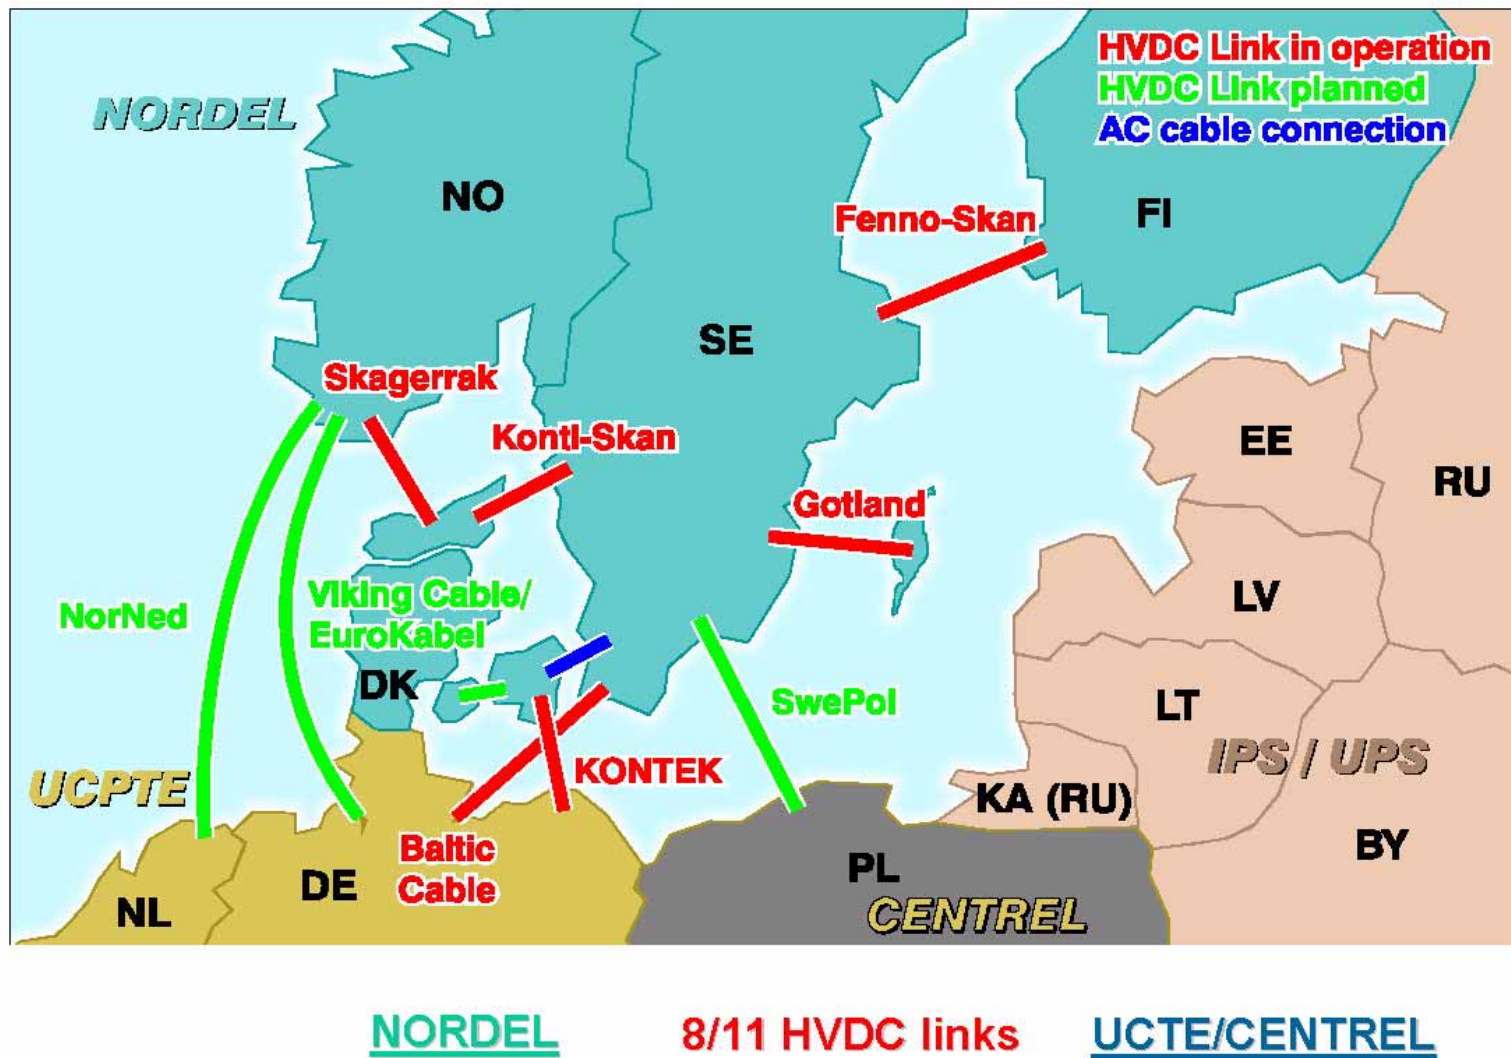 HVDC Link in operation
HVDC Link planned
AC cable connection
NORDEL
NO
FI
Fenno-Skan
SE
Skagerrak
Konti-Skan
EE
RU
Gotland
Viking Cable/
EuroKabel
NorNed
LV
DK
SwePol
LT
IPS / UPS
UCPTE
KONTEK
KA (RU)
Baltic
Cable
BY
PL
DE
NL
CENTREL
NORDEL
8/11 HVDC links
UCTE/CENTREL